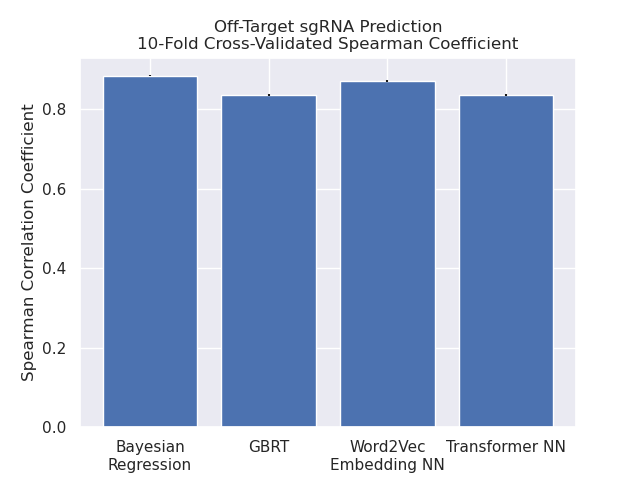 Off-Target sgRNA Prediction
10-Fold Cross-Validated Spearman Coefficient
Spearman Correlation Coefficient
0.8
0.6
0.4
0.2
0.0
Bayesian
Regression
GBRT
Word2Vec
Embedding NN
Transformer NN